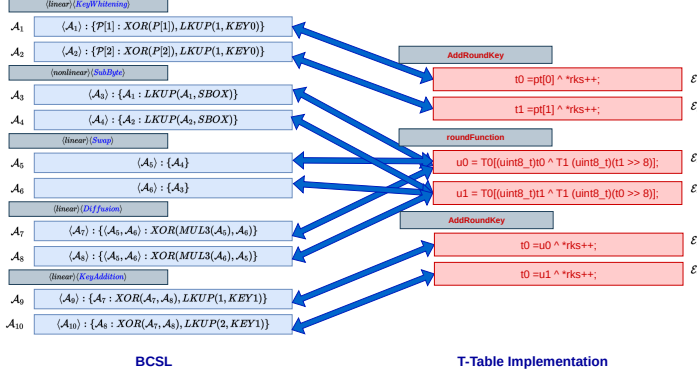 ⟨linear⟩⟨KeyWhitening⟩
𝒜₁ ⟨𝒜₁⟩ : {𝒫[1] : XOR(P[1]), LKUP(1, KEY0)}
𝒜₂ ⟨𝒜₂⟩ : {𝒫[2] : XOR(P[2]), LKUP(1, KEY0)}
⟨nonlinear⟩⟨SubByte⟩
𝒜₃ ⟨𝒜₃⟩ : {𝒜₁ : LKUP(𝒜₁, SBOX)}
𝒜₄ ⟨𝒜₄⟩ : {𝒜₂ : LKUP(𝒜₂, SBOX)}
⟨linear⟩⟨Swap⟩
𝒜₅ ⟨𝒜₅⟩ : {𝒜₄}
𝒜₆ ⟨𝒜₆⟩ : {𝒜₃}
⟨linear⟩⟨Diffusion⟩
𝒜₇ ⟨𝒜₇⟩ : {⟨𝒜₅, 𝒜₆⟩ : XOR(MUL3(𝒜₅), 𝒜₆)}
𝒜₈ ⟨𝒜₈⟩ : {⟨𝒜₅, 𝒜₆⟩ : XOR(MUL3(𝒜₆), 𝒜₅)}
⟨linear⟩⟨KeyAddition⟩
𝒜₉ ⟨𝒜₉⟩ : {𝒜₇ : XOR(𝒜₇, 𝒜₈), LKUP(1, KEY1)}
𝒜₁₀ ⟨𝒜₁₀⟩ : {𝒜₈ : XOR(𝒜₇, 𝒜₈), LKUP(2, KEY1)}
BCSL
AddRoundKey
t0 =pt[0] ^ *rks++; ℰ
t1 =pt[1] ^ *rks++; ℰ
roundFunction
u0 = T0[(uint8_t)t0 ^ T1 (uint8_t)(t1 >> 8)]; ℰ
u1 = T0[(uint8_t)t1 ^ T1 (uint8_t)(t0 >> 8)]; ℰ
AddRoundKey
t0 =u0 ^ *rks++; ℰ
t0 =u1 ^ *rks++; ℰ
T-Table Implementation